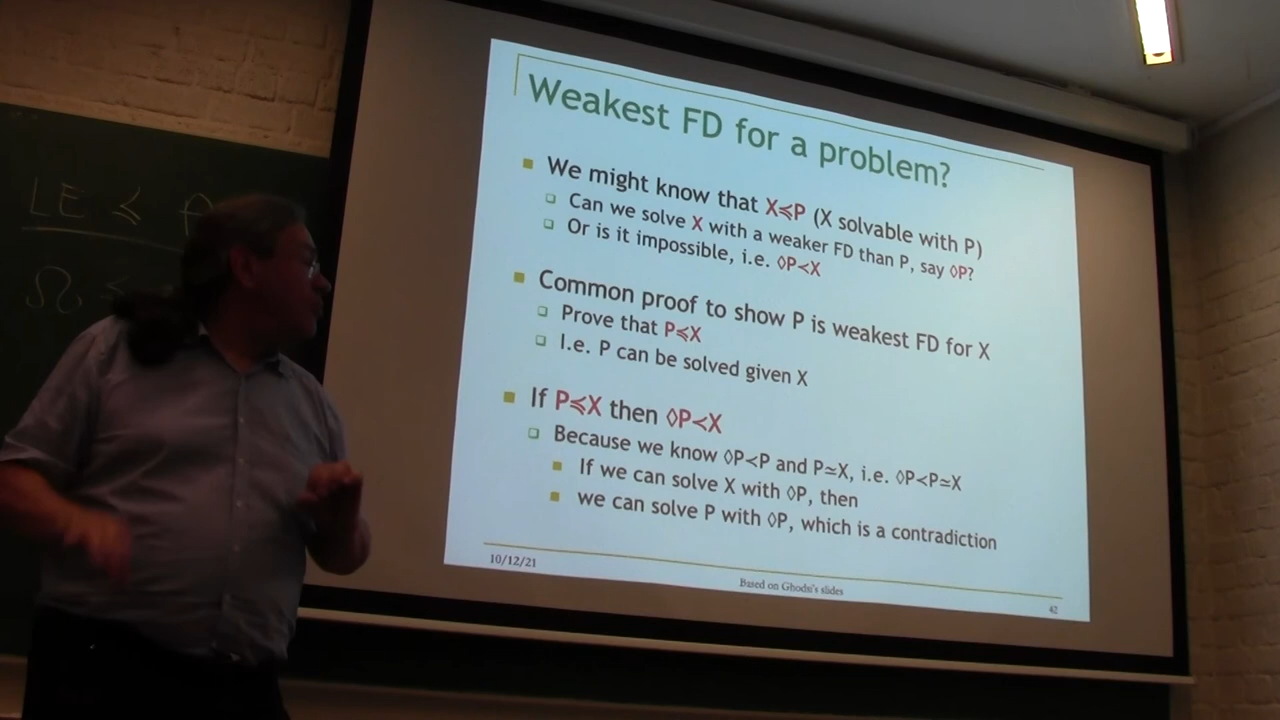 Weakest FD for a problem?
We might know that X≼P (X solvable with P)
Can we solve X with a weaker FD than P, say ◊P?
Or is it impossible, i.e. ◊P≺X
Common proof to show P is weakest FD for X
Prove that P≼X
I.e. P can be solved given X
If P≼X then ◊P≺X
Because we know ◊P≺P and P≃X, i.e. ◊P≺P≃X
If we can solve X with ◊P, then
we can solve P with ◊P, which is a contradiction
10/12/21
Based on Ghodsi's slides
42
LE ≼
Ω